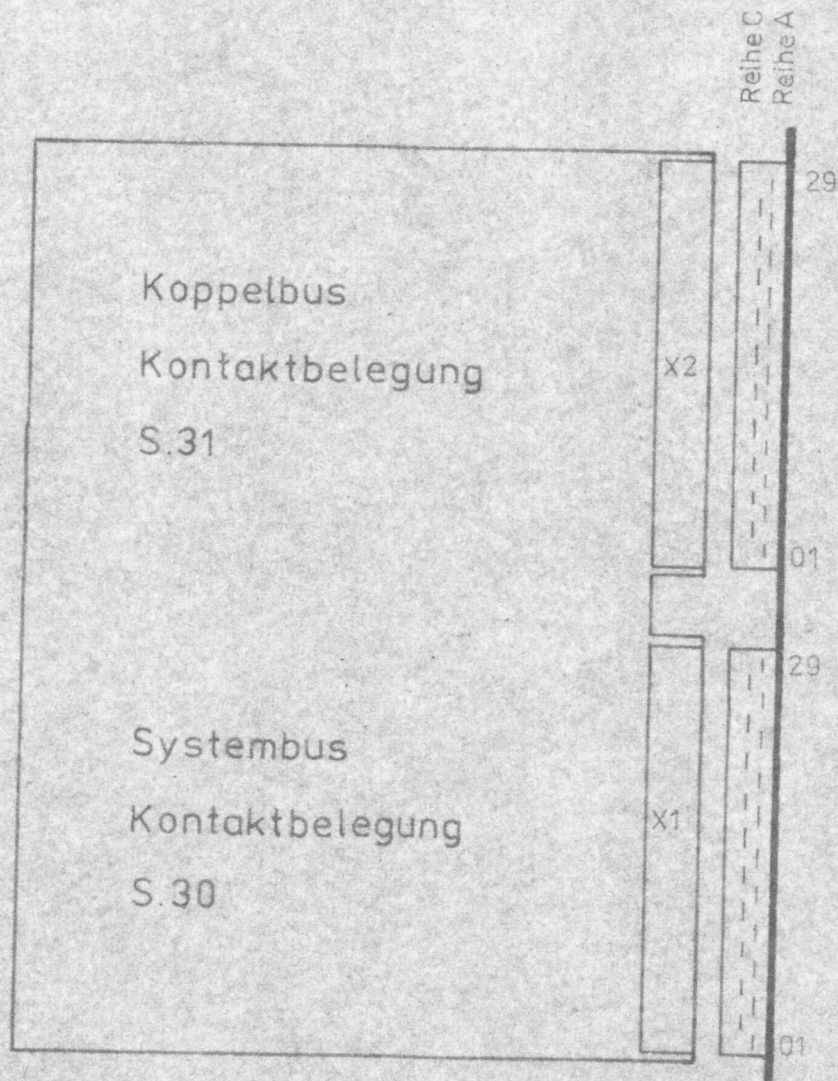 Reihe C
Reihe A
29
Koppelbus
Kontaktbelegung
S.31
X2
01
29
Systembus
Kontaktbelegung
S.30
X1
01